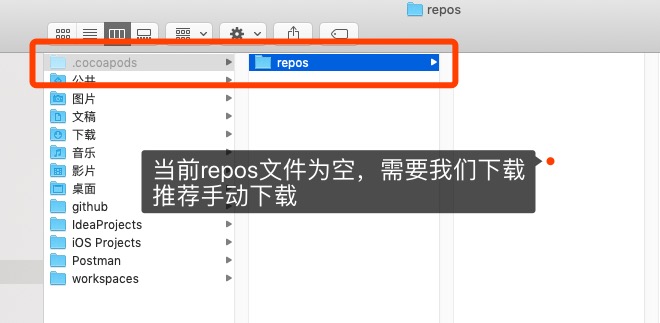 repos
.cocoapods
repos
公共
图片
文稿
下载
音乐
影片
桌面
github
IdeaProjects
iOS Projects
Postman
workspaces
当前repos文件为空，需要我们下载
推荐手动下载